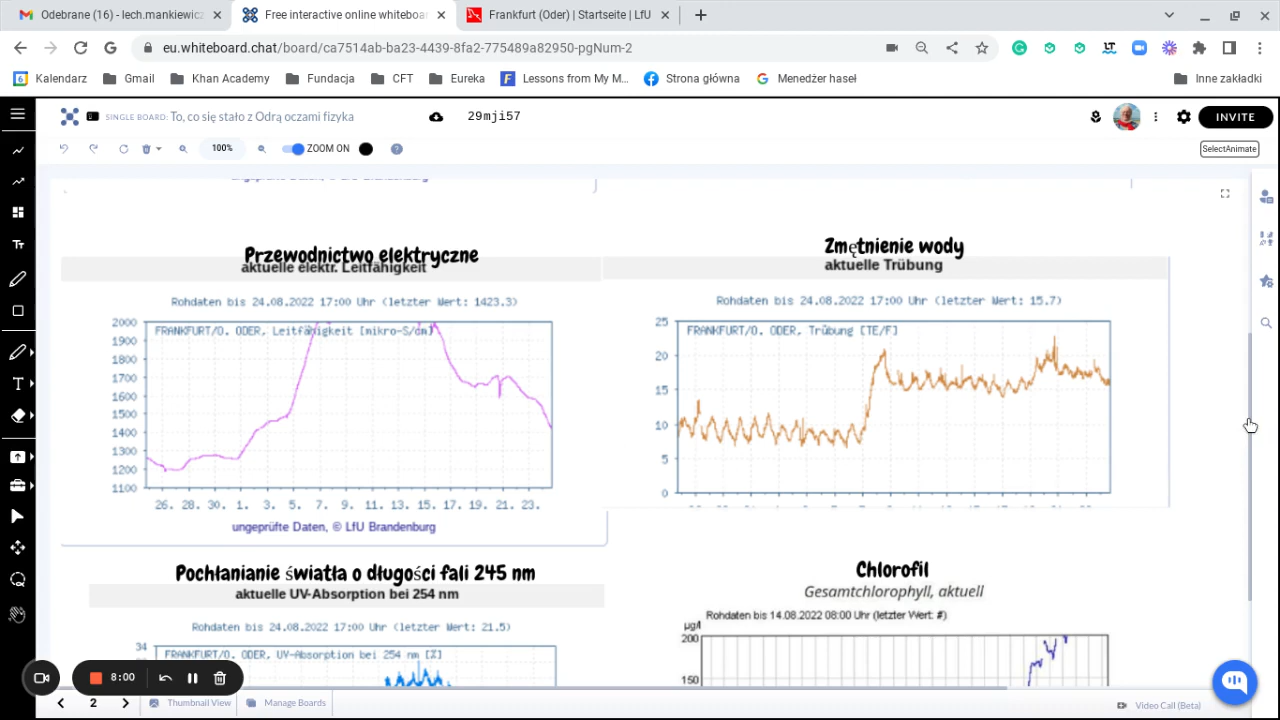 Odebrane (16) - lech.mankiewicz
Free interactive online whiteboar
Frankfurt (Oder) | Startseite | LfU
eu.whiteboard.chat/board/ca7514ab-ba23-4439-8fa2-775489a82950-pgNum-2
Kalendarz
Gmail
Khan Academy
Fundacja
CFT
Eureka
Lessons from My M...
Strona główna
Menedżer haseł
Inne zakładki
SINGLE BOARD: To, co się stało z Odrą oczami fizyka
29mji57
INVITE
100%
ZOOM ON
SelectAnimate
Przewodnictwo elektryczne
aktuelle elektr. Leitfähigkeit
Rohdaten bis 24.08.2022 17:00 Uhr (letzter Wert: 1423.3)
FRANKFURT/O. ODER, Leitfähigkeit [mikro-S/cm]
2000
1900
1800
1700
1600
1500
1400
1300
1200
1100
26. 28. 30. 1. 3. 5. 7. 9. 11. 13. 15. 17. 19. 21. 23.
ungeprüfte Daten, © LfU Brandenburg
Zmętnienie wody
aktuelle Trübung
Rohdaten bis 24.08.2022 17:00 Uhr (letzter Wert: 15.7)
FRANKFURT/O. ODER, Trübung [TE/F]
25
20
15
10
5
0
Pochłanianie światła o długości fali 245 nm
aktuelle UV-Absorption bei 254 nm
Rohdaten bis 24.08.2022 17:00 Uhr (letzter Wert: 21.5)
34
FRANKFURT/O. ODER, UV-Absorption bei 254 nm [%]
Chlorofil
Gesamtchlorophyll, aktuell
Rohdaten bis 14.08.2022 08:00 Uhr (letzter Wert: #)
µg/l
200
150
8:00
2
Thumbnail View
Manage Boards
Video Call (Beta)